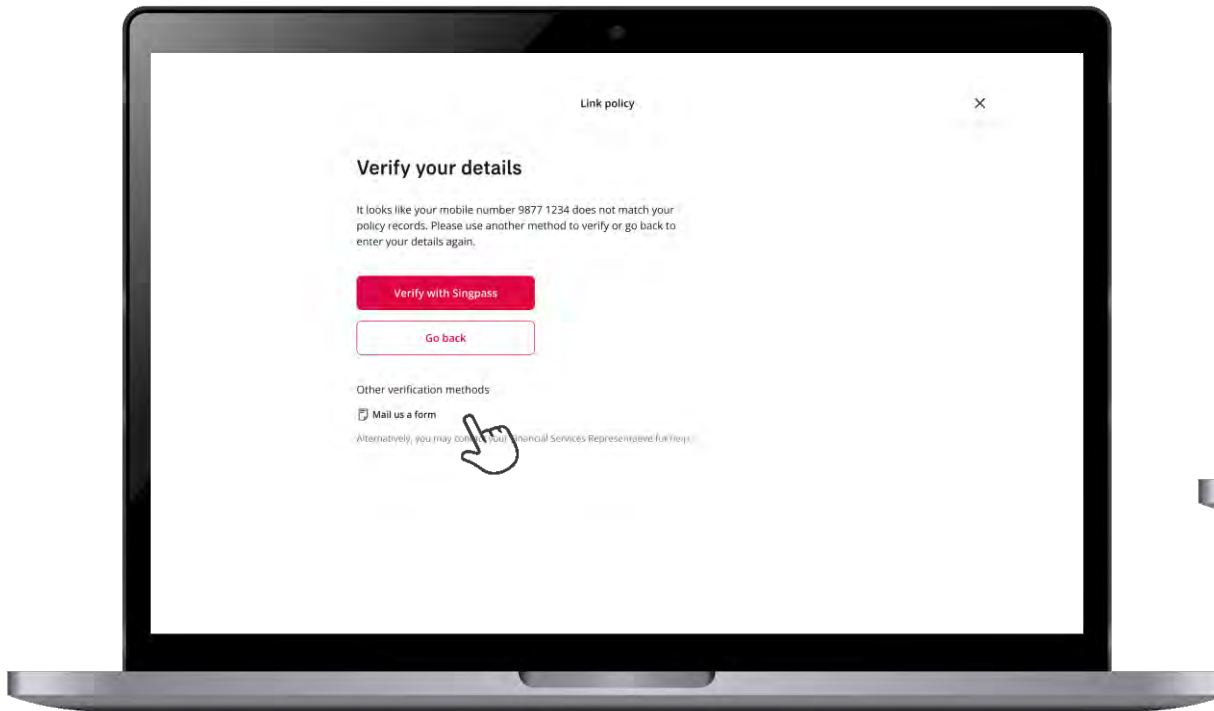 Link policy
Verify your details
It looks like your mobile number 9877 1234 does not match your
policy records. Please use another method to verify or go back to
enter your details again.
Verify with Singpass
Go back
Other verification methods
Mail us a form
Alternatively, you may contact your Financial Services Representative for help.